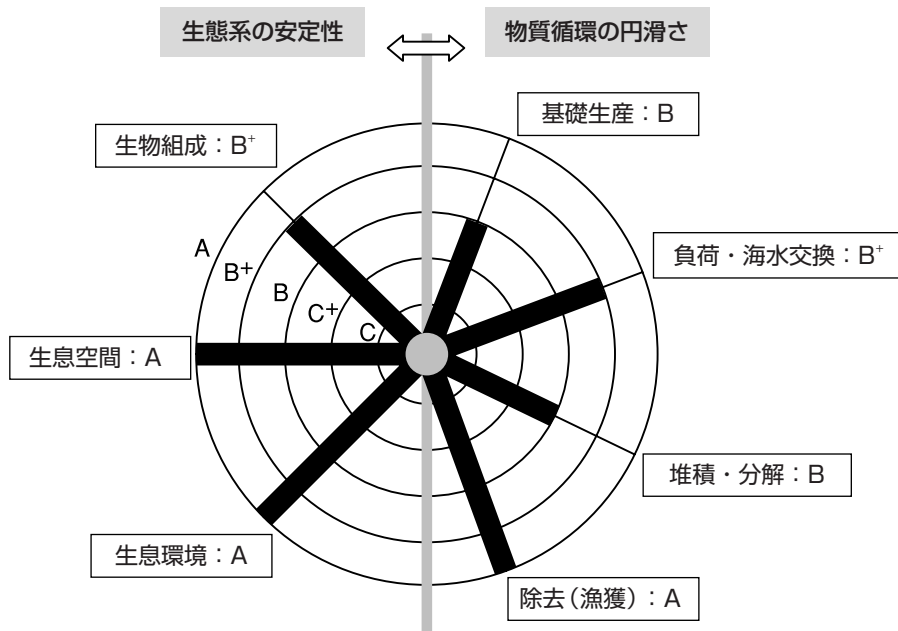 生態系の安定性
物質循環の円滑さ
基礎生産：B
生物組成：B⁺
負荷・海水交換：B⁺
A
B⁺
B
C⁺
C
生息空間：A
堆積・分解：B
生息環境：A
除去（漁獲）：A